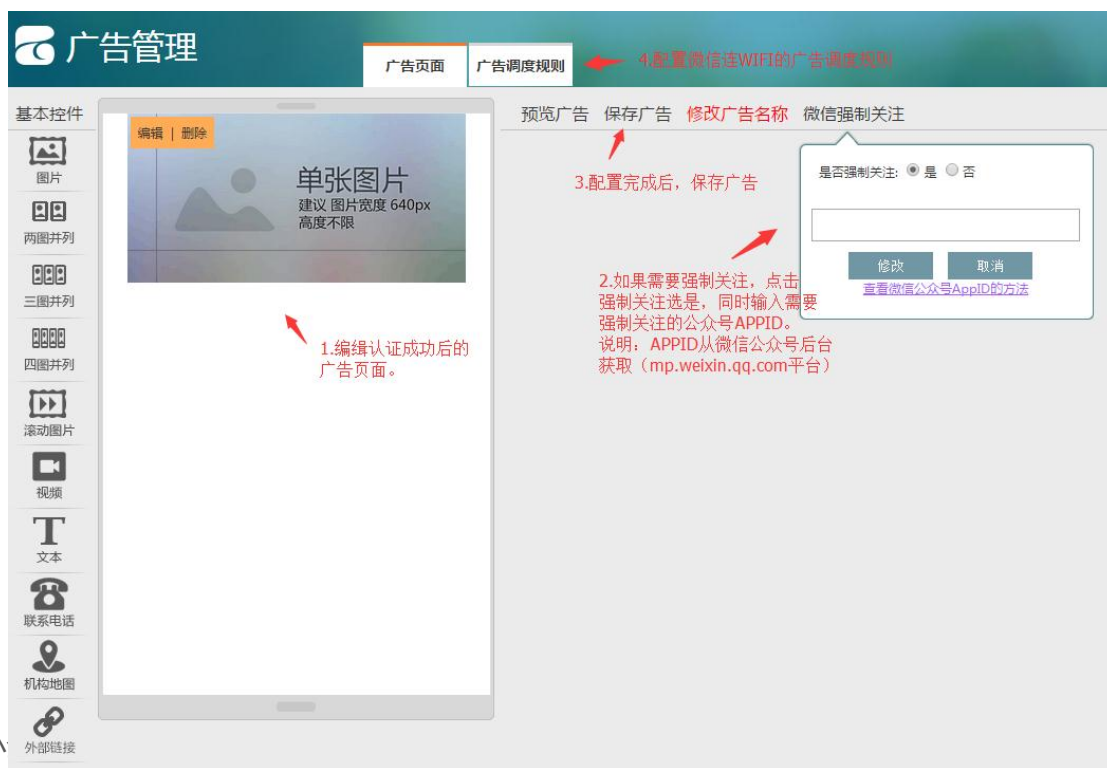 广告管理
广告页面
广告调度规则
4.配置微信连WIFI的广告调度规则
基本控件
图片
两图并列
三图并列
四图并列
滚动图片
视频
文本
联系电话
机构地图
外部链接
编辑 | 删除
单张图片
建议 图片宽度 640px
高度不限
1.编缉认证成功后的
广告页面。
预览广告 保存广告 修改广告名称 微信强制关注
3.配置完成后，保存广告
是否强制关注: 是 否
修改 取消
查看微信公众号AppID的方法
2.如果需要强制关注，点击
强制关注选是，同时输入需要
强制关注的公众号APPID。
说明：APPID从微信公众号后台
获取（mp.weixin.qq.com平台）